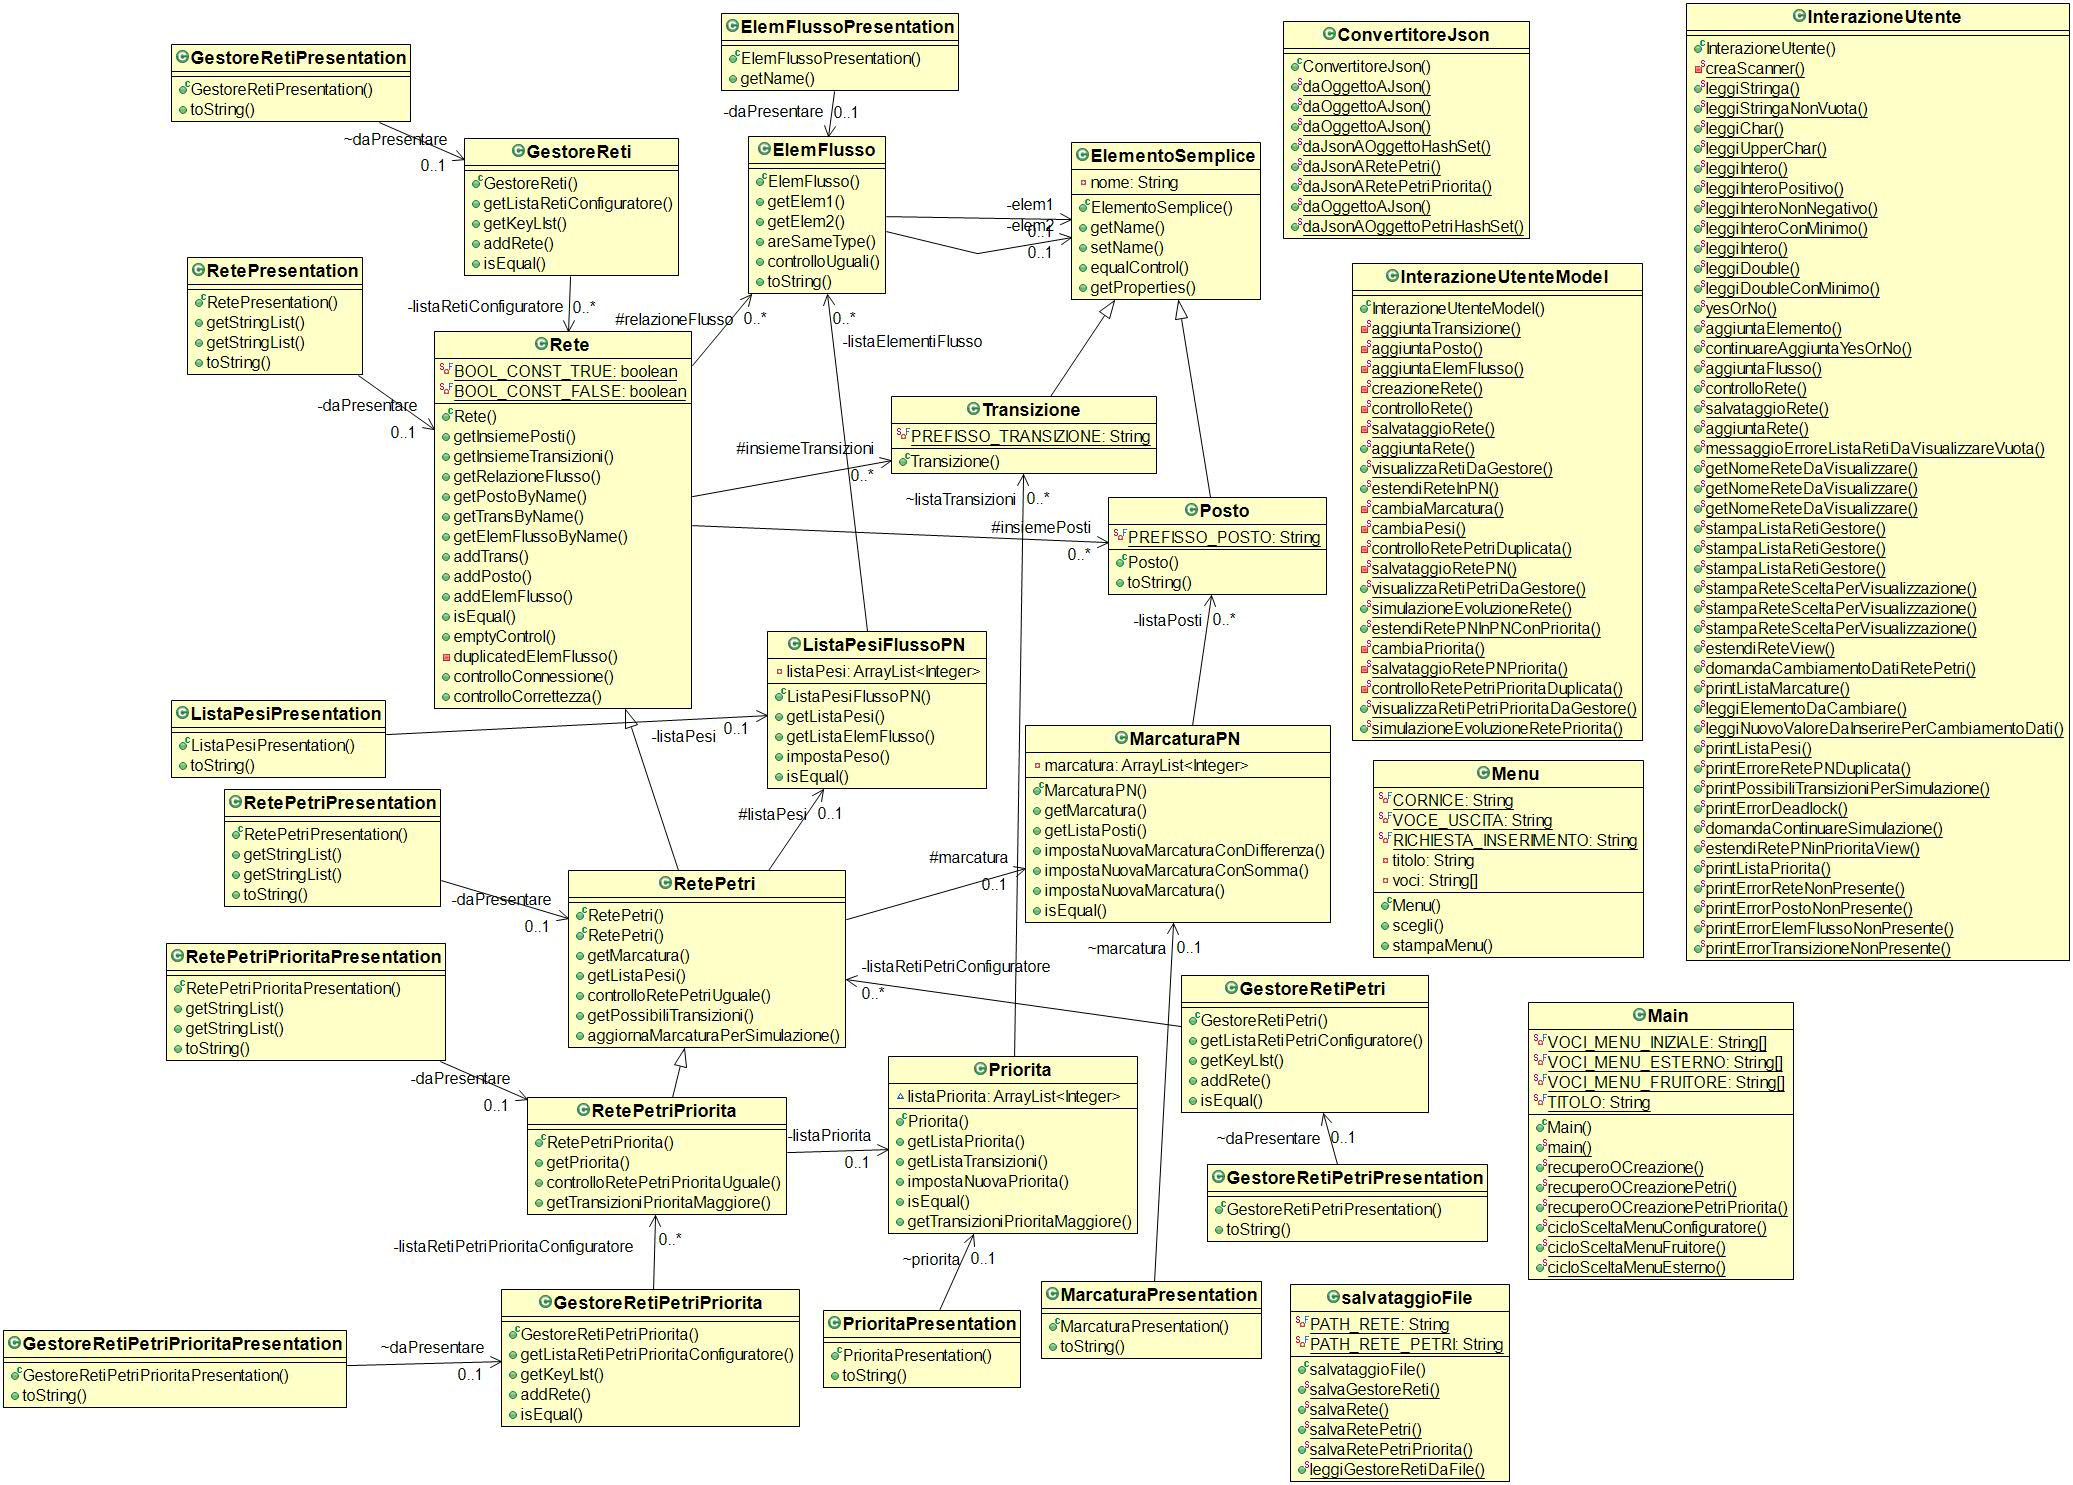 GestoreRetiPresentation
GestoreRetiPresentation()
toString()
~daPresentare
0..1
ElemFlussoPresentation
ElemFlussoPresentation()
getName()
-daPresentare
0..1
ConvertitoreJson
ConvertitoreJson()
daOggettoAJson()
daOggettoAJson()
daOggettoAJson()
daJsonAOggettoHashSet()
daJsonARetePetri()
daJsonARetePetriPriorita()
daOggettoAJson()
daJsonAOggettoPetriHashSet()
InterazioneUtente
InterazioneUtente()
creaScanner()
leggiStringa()
leggiStringaNonVuota()
leggiChar()
leggiUpperChar()
leggiIntero()
leggiInteroPositivo()
leggiInteroNonNegativo()
leggiInteroConMinimo()
leggiIntero()
leggiDouble()
leggiDoubleConMinimo()
yesOrNo()
aggiuntaElemento()
continuareAggiuntaYesOrNo()
aggiuntaFlusso()
controlloRete()
salvataggioRete()
aggiuntaRete()
messaggioErroreListaRetiDaVisualizzareVuota()
getNomeReteDaVisualizzare()
getNomeReteDaVisualizzare()
getNomeReteDaVisualizzare()
stampaListaRetiGestore()
stampaListaRetiGestore()
stampaListaRetiGestore()
stampaReteSceltaPerVisualizzazione()
stampaReteSceltaPerVisualizzazione()
stampaReteSceltaPerVisualizzazione()
estendiReteView()
domandaCambiamentoDatiRetePetri()
printListaMarcature()
leggiElementoDaCambiare()
leggiNuovoValoreDaInserirePerCambiamentoDati()
printListaPesi()
printErroreRetePNDuplicata()
printPossibiliTransizioniPerSimulazione()
printErrorDeadlock()
domandaContinuareSimulazione()
estendiRetePNinPrioritaView()
printListaPriorita()
printErrorReteNonPresente()
printErrorPostoNonPresente()
printErrorElemFlussoNonPresente()
printErrorTransizioneNonPresente()
GestoreReti
GestoreReti()
getListaRetiConfiguratore()
getKeyLIst()
addRete()
isEqual()
-listaRetiConfiguratore
0..*
ElemFlusso
ElemFlusso()
getElem1()
getElem2()
areSameType()
controlloUguali()
toString()
-elem1
0..1
-elem2
0..1
ElementoSemplice
nome: String
ElementoSemplice()
getName()
setName()
equalControl()
getProperties()
RetePresentation
RetePresentation()
getStringList()
getStringList()
toString()
-daPresentare
0..1
Rete
BOOL_CONST_TRUE: boolean
BOOL_CONST_FALSE: boolean
Rete()
getInsiemePosti()
getInsiemeTransizioni()
getRelazioneFlusso()
getPostoByName()
getTransByName()
getElemFlussoByName()
addTrans()
addPosto()
addElemFlusso()
isEqual()
emptyControl()
duplicatedElemFlusso()
controlloConnessione()
controlloCorrettezza()
#relazioneFlusso
0..*
0..*
-listaElementiFlusso
#insiemeTransizioni
0..*
#insiemePosti
0..*
Transizione
PREFISSO_TRANSIZIONE: String
Transizione()
~listaTransizioni
0..*
Posto
PREFISSO_POSTO: String
Posto()
toString()
-listaPosti
0..*
InterazioneUtenteModel
InterazioneUtenteModel()
aggiuntaTransizione()
aggiuntaPosto()
aggiuntaElemFlusso()
creazioneRete()
controlloRete()
salvataggioRete()
aggiuntaRete()
visualizzaRetiDaGestore()
estendiReteInPN()
cambiaMarcatura()
cambiaPesi()
controlloRetePetriDuplicata()
salvataggioRetePN()
visualizzaRetiPetriDaGestore()
simulazioneEvoluzioneRete()
estendiRetePNInPNConPriorita()
cambiaPriorita()
salvataggioRetePNPriorita()
controlloRetePetriPrioritaDuplicata()
visualizzaRetiPetriPrioritaDaGestore()
simulazioneEvoluzioneRetePriorita()
ListaPesiFlussoPN
listaPesi: ArrayList<Integer>
ListaPesiFlussoPN()
getListaPesi()
getListaElemFlusso()
impostaPeso()
isEqual()
ListaPesiPresentation
ListaPesiPresentation()
toString()
-listaPesi
0..1
#listaPesi
0..1
MarcaturaPN
marcatura: ArrayList<Integer>
MarcaturaPN()
getMarcatura()
getListaPosti()
impostaNuovaMarcaturaConDifferenza()
impostaNuovaMarcaturaConSomma()
impostaNuovaMarcatura()
isEqual()
Menu
CORNICE: String
VOCE_USCITA: String
RICHIESTA_INSERIMENTO: String
titolo: String
voci: String[]
Menu()
scegli()
stampaMenu()
RetePetriPresentation
RetePetriPresentation()
getStringList()
getStringList()
toString()
-daPresentare
0..1
RetePetri
RetePetri()
RetePetri()
getMarcatura()
getListaPesi()
controlloRetePetriUguale()
getPossibiliTransizioni()
aggiornaMarcaturaPerSimulazione()
#marcatura
0..1
~marcatura
0..1
-listaRetiPetriConfiguratore
0..*
RetePetriPrioritaPresentation
RetePetriPrioritaPresentation()
getStringList()
getStringList()
toString()
-daPresentare
0..1
GestoreRetiPetri
GestoreRetiPetri()
getListaRetiPetriConfiguratore()
getKeyLIst()
addRete()
isEqual()
~daPresentare
0..1
Main
VOCI_MENU_INIZIALE: String[]
VOCI_MENU_ESTERNO: String[]
VOCI_MENU_FRUITORE: String[]
TITOLO: String
Main()
main()
recuperoOCreazione()
recuperoOCreazionePetri()
recuperoOCreazionePetriPriorita()
cicloSceltaMenuConfiguratore()
cicloSceltaMenuFruitore()
cicloSceltaMenuEsterno()
RetePetriPriorita
RetePetriPriorita()
getPriorita()
controlloRetePetriPrioritaUguale()
getTransizioniPrioritaMaggiore()
-listaPriorita
0..1
Priorita
listaPriorita: ArrayList<Integer>
Priorita()
getListaPriorita()
getListaTransizioni()
impostaNuovaPriorita()
isEqual()
getTransizioniPrioritaMaggiore()
GestoreRetiPetriPresentation
GestoreRetiPetriPresentation()
toString()
-listaRetiPetriPrioritaConfiguratore
0..*
~priorita
0..1
GestoreRetiPetriPriorita
GestoreRetiPetriPriorita()
getListaRetiPetriPrioritaConfiguratore()
getKeyLIst()
addRete()
isEqual()
GestoreRetiPetriPrioritaPresentation
GestoreRetiPetriPrioritaPresentation()
toString()
~daPresentare
0..1
PrioritaPresentation
PrioritaPresentation()
toString()
MarcaturaPresentation
MarcaturaPresentation()
toString()
salvataggioFile
PATH_RETE: String
PATH_RETE_PETRI: String
salvataggioFile()
salvaGestoreReti()
salvaRete()
salvaRetePetri()
salvaRetePetriPriorita()
leggiGestoreRetiDaFile()